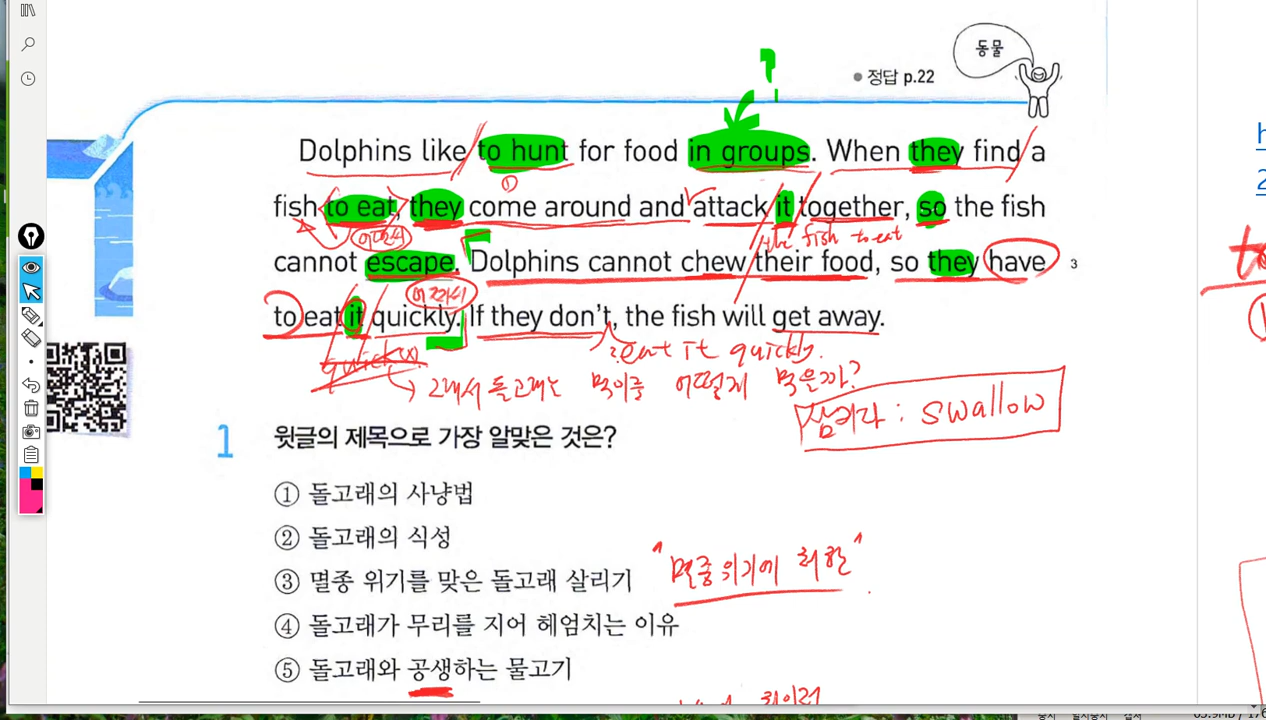 동물
● 정답 p.22
Dolphins like to hunt for food in groups. When they find a
①
fish to eat, they come around and attack it together, so the fish
the fish to eat
cannot escape. Dolphins cannot chew their food, so they have
3
to eat it quickly. If they don't, the fish will get away.
eat it quickly.
quickly
그래서 돌고래는 먹이를 어떻게 먹을까?
삼키다 : swallow
1 윗글의 제목으로 가장 알맞은 것은?
① 돌고래의 사냥법
② 돌고래의 식성
③ 멸종 위기를 맞은 돌고래 살리기
"멸종위기에 처한"
④ 돌고래가 무리를 지어 헤엄치는 이유
⑤ 돌고래와 공생하는 물고기